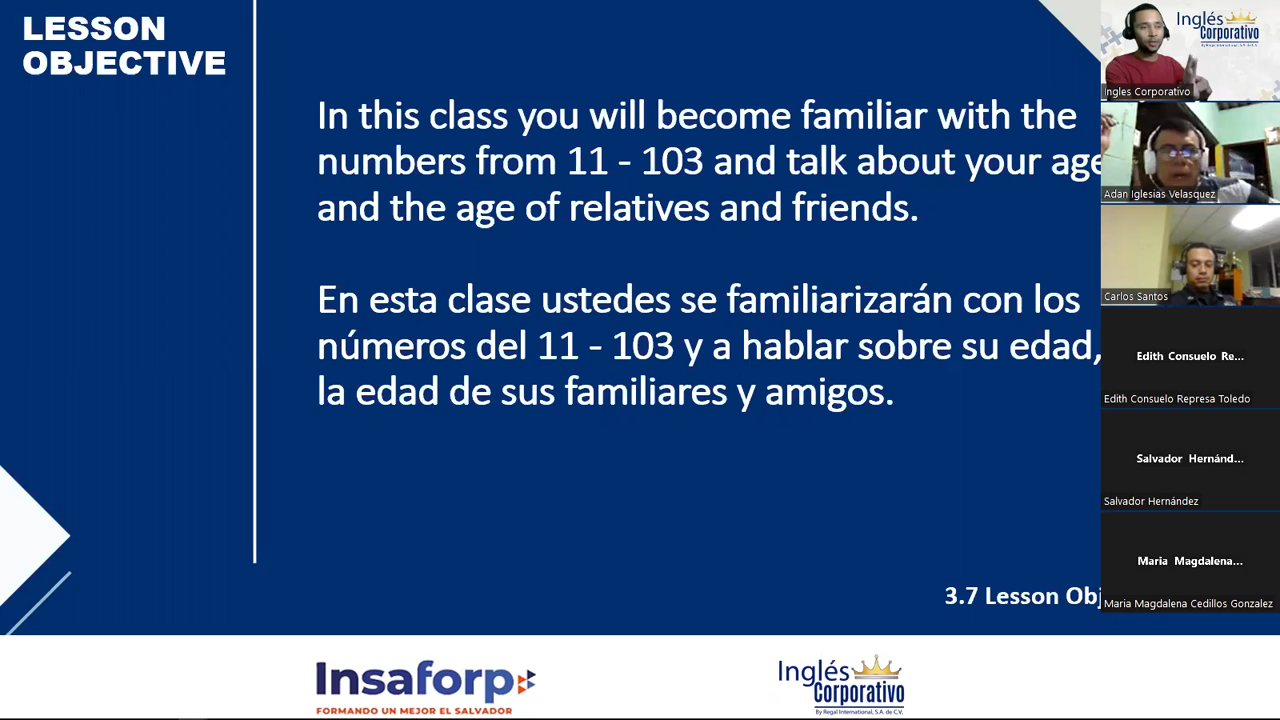 LESSON
OBJECTIVE
In this class you will become familiar with the
numbers from 11 - 103 and talk about your age
and the age of relatives and friends.
En esta clase ustedes se familiarizarán con los
números del 11 - 103 y a hablar sobre su edad,
la edad de sus familiares y amigos.
3.7 Lesson Obj
Insaforp
FORMANDO UN MEJOR EL SALVADOR
Inglés
Corporativo
By Regal International, S.A. de C.V.
Inglés
Corporativo
By Regal International, S.A. de C.V.
Ingles Corporativo
Adan Iglesias Velasquez
Carlos Santos
Edith Consuelo Re...
Edith Consuelo Represa Toledo
Salvador Hernánd...
Salvador Hernández
Maria Magdalena...
Maria Magdalena Cedillos Gonzalez